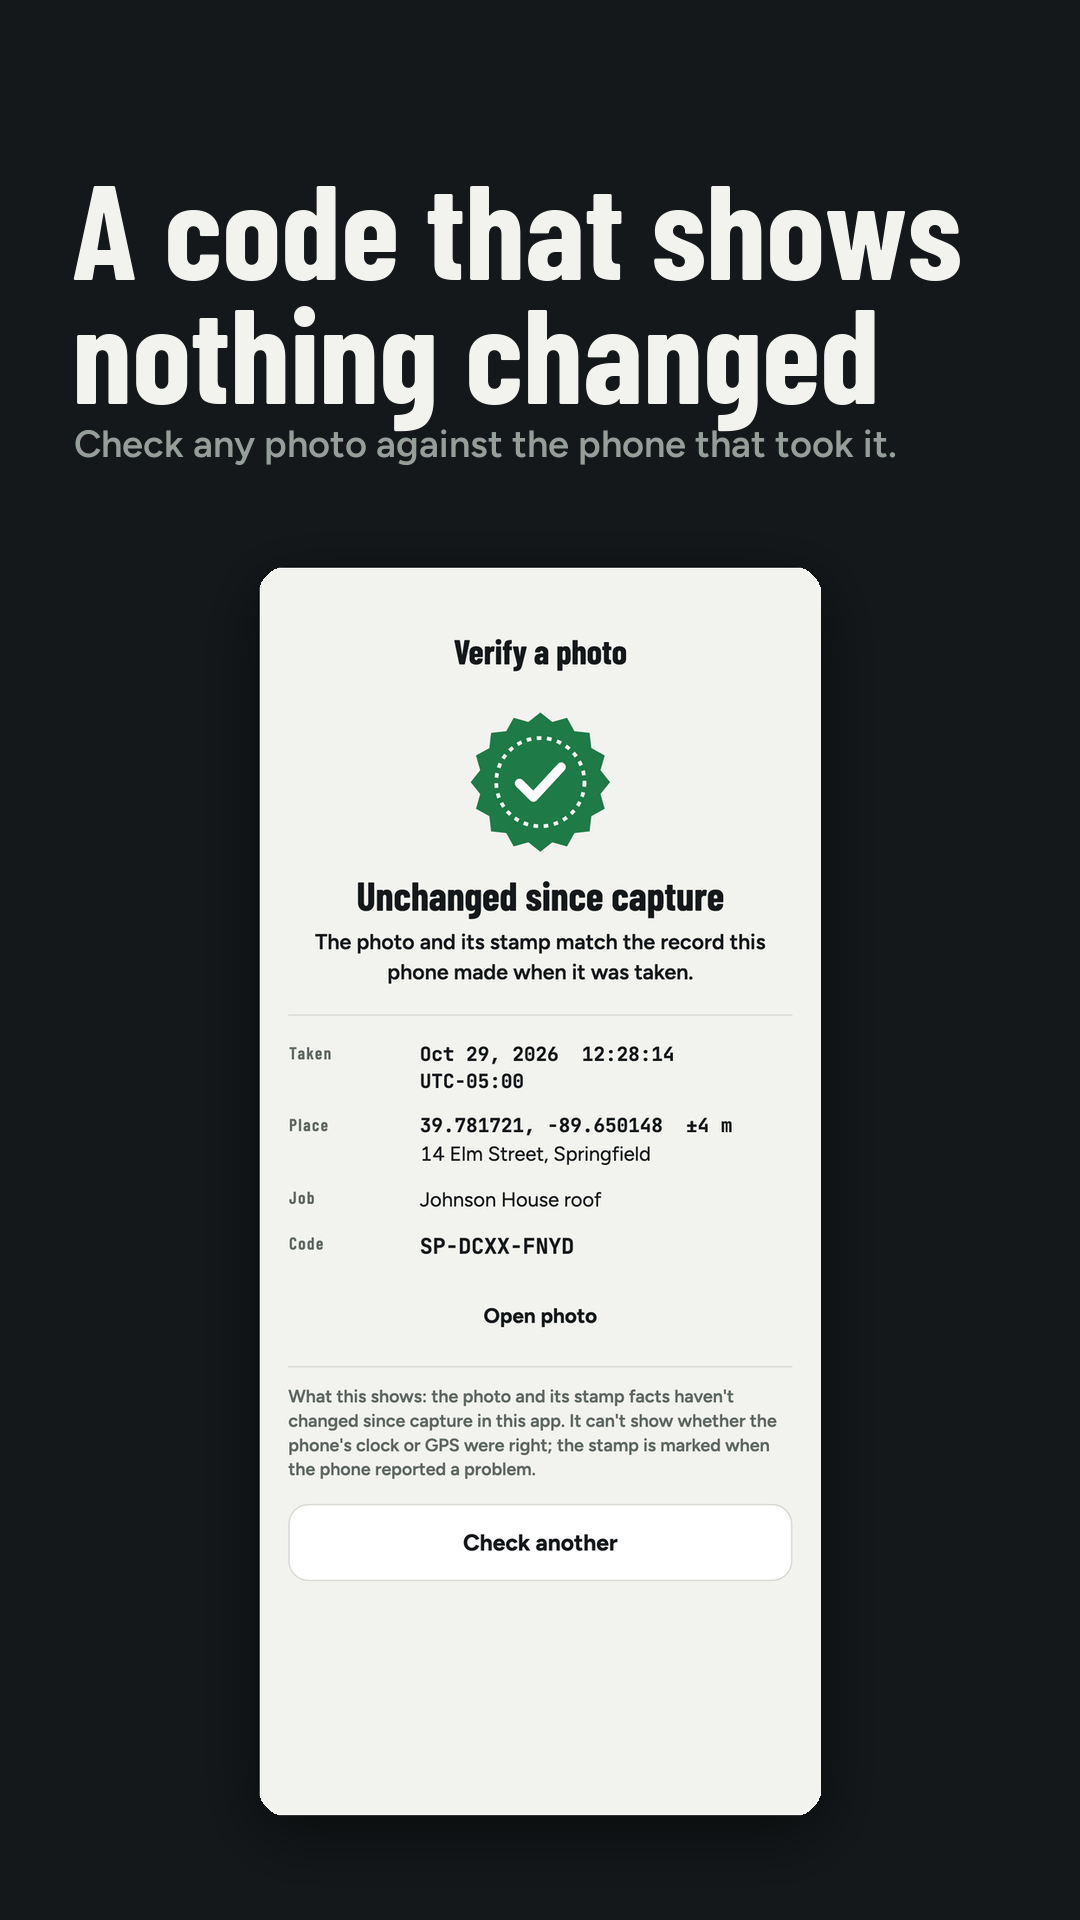 A code that shows
nothing changed
Check any photo against the phone that took it.
Verify a photo
Unchanged since capture
The photo and its stamp match the record this
phone made when it was taken.
Taken
Oct 29, 2026  12:28:14
UTC-05:00
Place
39.781721, -89.650148  ±4 m
14 Elm Street, Springfield
Job
Johnson House roof
Code
SP-DCXX-FNYD
Open photo
What this shows: the photo and its stamp facts haven't
changed since capture in this app. It can't show whether the
phone's clock or GPS were right; the stamp is marked when
the phone reported a problem.
Check another